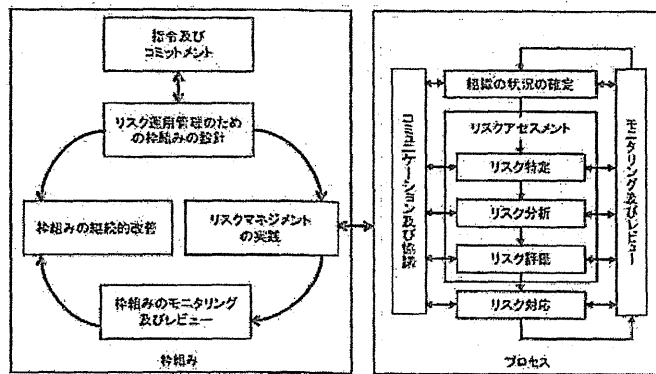 指令及び
コミットメント
リスク運用管理のため
の枠組みの設計
枠組みの継続的改善
リスクマネジメント
の実践
枠組みのモニタリング
及びレビュー
枠組み
コミュニケーション及び協議
組織の状況の確定
リスクアセスメント
リスク特定
リスク分析
リスク評価
リスク対応
モニタリング及びレビュー
プロセス